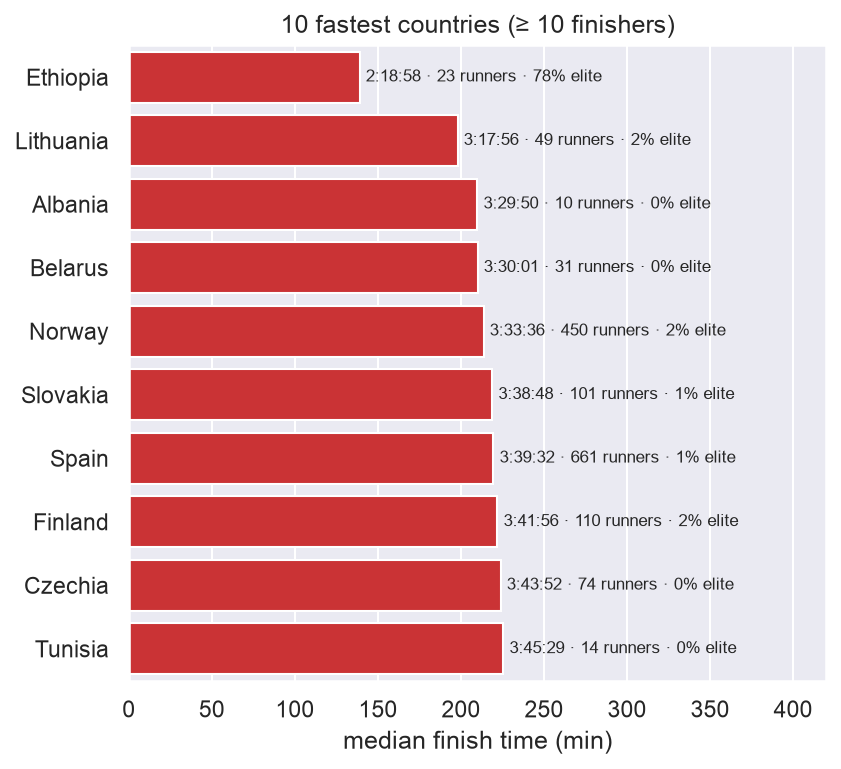 10 fastest countries (≥ 10 finishers)
Ethiopia 2:18:58 · 23 runners · 78% elite
Lithuania 3:17:56 · 49 runners · 2% elite
Albania 3:29:50 · 10 runners · 0% elite
Belarus 3:30:01 · 31 runners · 0% elite
Norway 3:33:36 · 450 runners · 2% elite
Slovakia 3:38:48 · 101 runners · 1% elite
Spain 3:39:32 · 661 runners · 1% elite
Finland 3:41:56 · 110 runners · 2% elite
Czechia 3:43:52 · 74 runners · 0% elite
Tunisia 3:45:29 · 14 runners · 0% elite
0 50 100 150 200 250 300 350 400
median finish time (min)